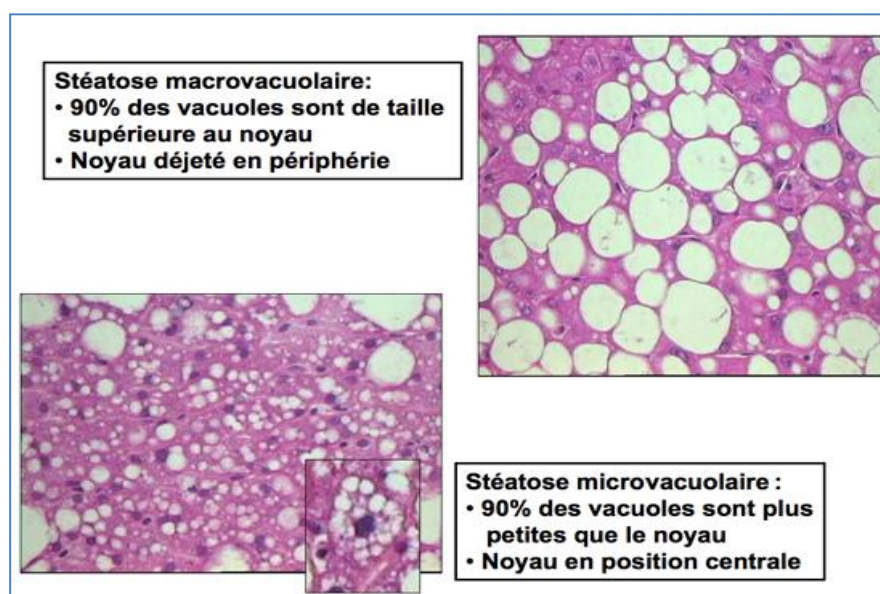 Stéatose macrovacuolaire:
• 90% des vacuoles sont de taille
supérieure au noyau
• Noyau déjeté en périphérie
Stéatose microvacuolaire :
• 90% des vacuoles sont plus
petites que le noyau
• Noyau en position centrale